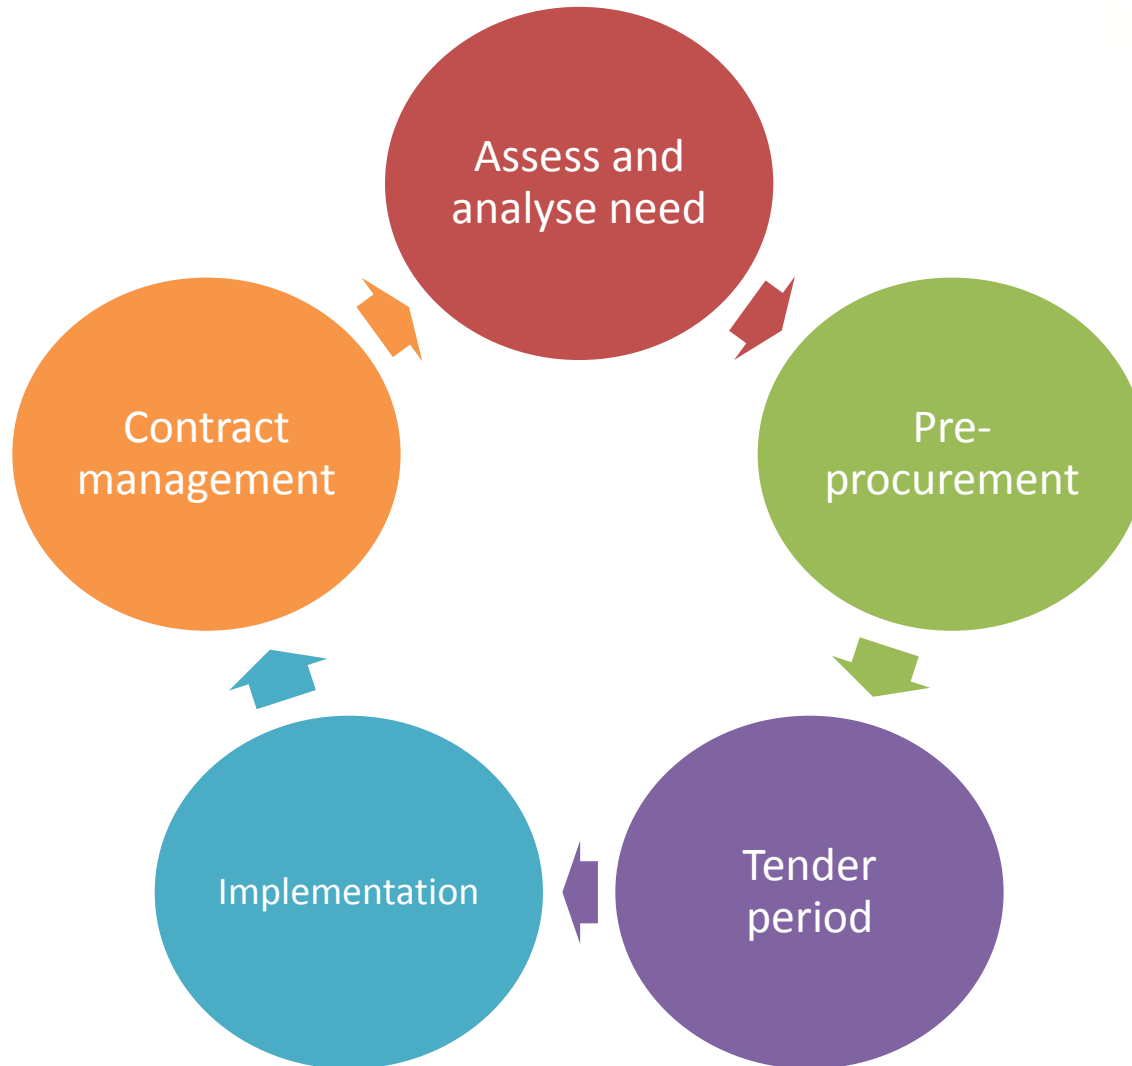 Assess and
analyse need
Pre-
procurement
Tender
period
Implementation
Contract
management